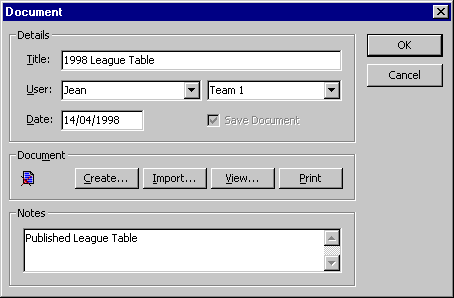 Document
Details
Title: 1998 League Table
OK
User: Jean Team 1
Cancel
Date: 14/04/1998 Save Document
Document
Create... Import... View... Print
Notes
Published League Table